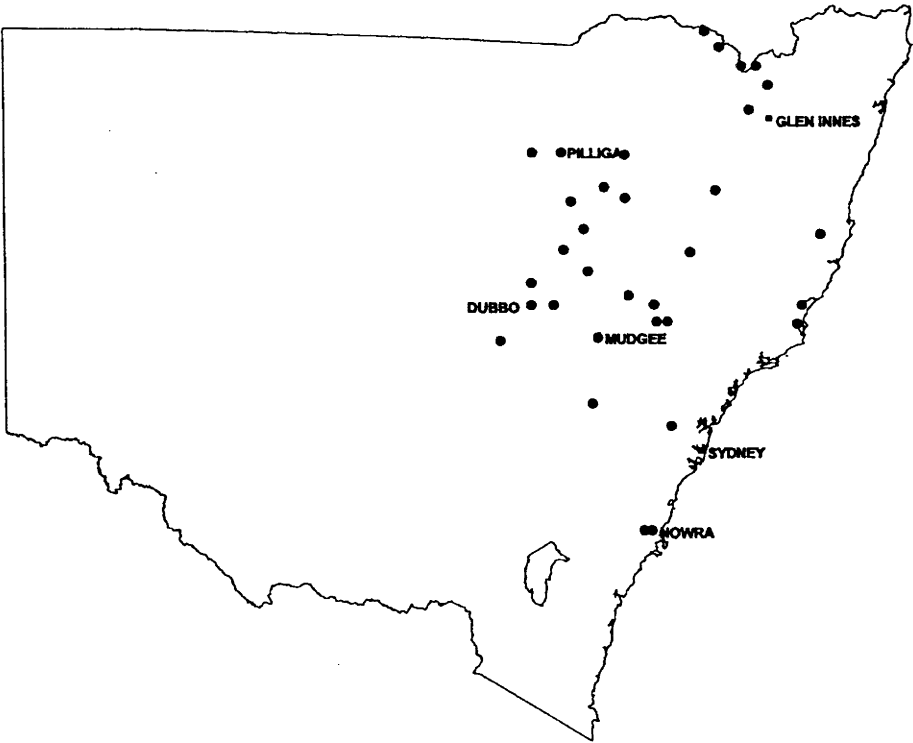 GLEN INNES
PILLIGA
DUBBO
MUDGEE
SYDNEY
NOWRA